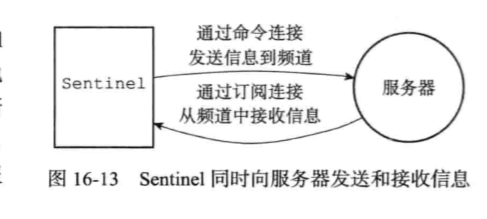 通过命令连接
发送信息到频道
Sentinel
服务器
通过订阅连接
从频道中接收信息
图 16-13 Sentinel 同时向服务器发送和接收信息